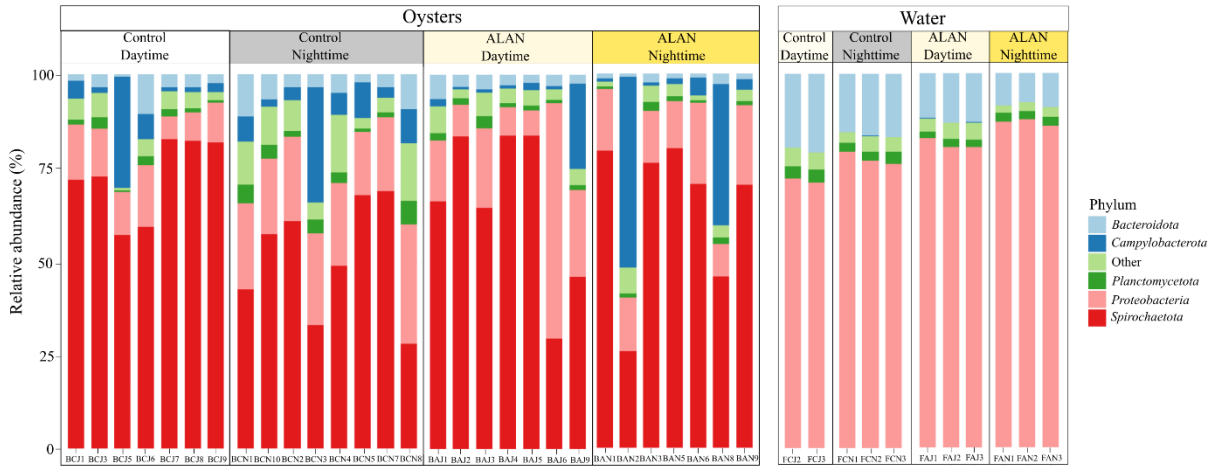 Oysters
Water
Control
Daytime
Control
Nighttime
ALAN
Daytime
ALAN
Nighttime
Control
Daytime
Control
Nighttime
ALAN
Daytime
ALAN
Nighttime
Relative abundance (%)
100
75
50
25
0
BCJ1 BCJ3 BCJ5 BCJ6 BCJ7 BCJ8 BCJ9 BCN1 BCN10 BCN2 BCN3 BCN4 BCN5 BCN7 BCN8 BAJ1 BAJ2 BAJ3 BAJ4 BAJ5 BAJ6 BAJ9 BAN1 BAN2 BAN3 BAN5 BAN6 BAN8 BAN9 FCJ2 FCJ3 FCN1 FCN2 FCN3 FAJ1 FAJ2 FAJ3 FAN1 FAN2 FAN3
Phylum
Bacteroidota
Campylobacterota
Other
Planctomycetota
Proteobacteria
Spirochaetota